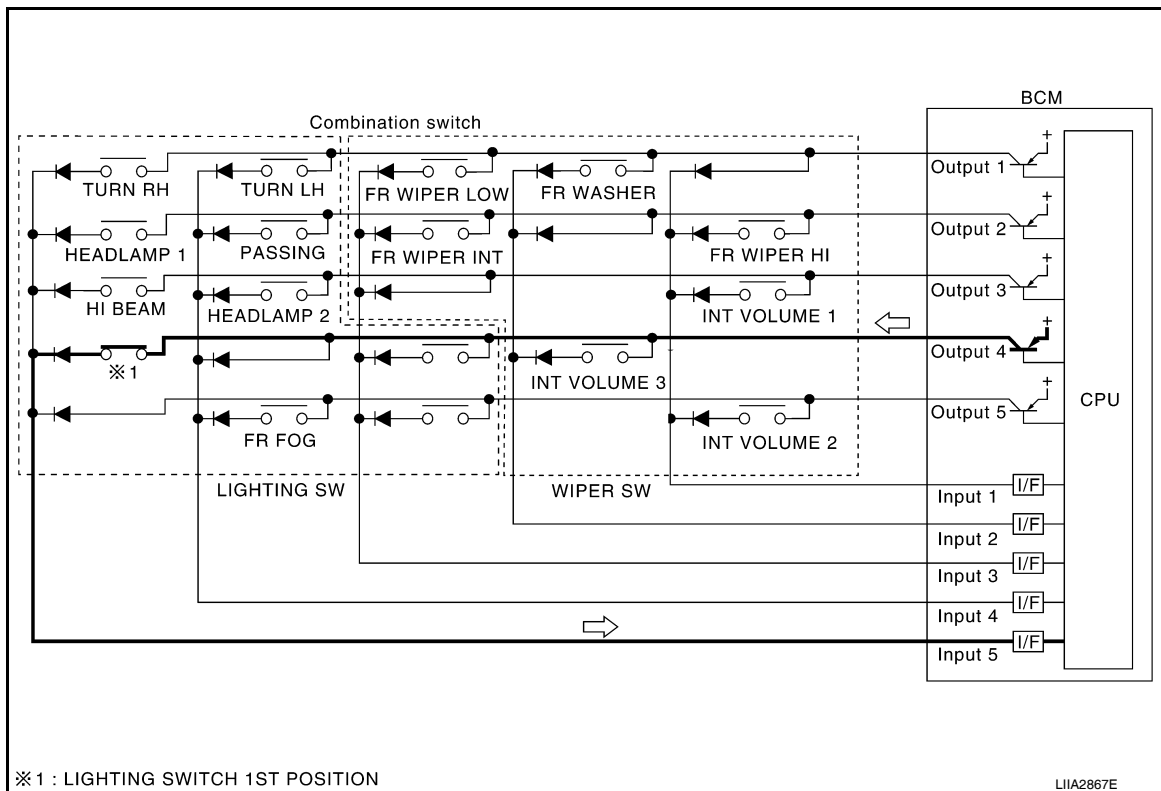 BCM
Combination switch
+
Output 1
TURN RH
TURN LH
FR WIPER LOW
FR WASHER
+
Output 2
HEADLAMP 1
PASSING
FR WIPER INT
FR WIPER HI
+
Output 3
HI BEAM
HEADLAMP 2
INT VOLUME 1
+
Output 4
※1
INT VOLUME 3
+
Output 5
CPU
FR FOG
INT VOLUME 2
LIGHTING SW
WIPER SW
Input 1
I/F
Input 2
I/F
Input 3
I/F
Input 4
I/F
Input 5
I/F
※1 : LIGHTING SWITCH 1ST POSITION
LIIA2867E